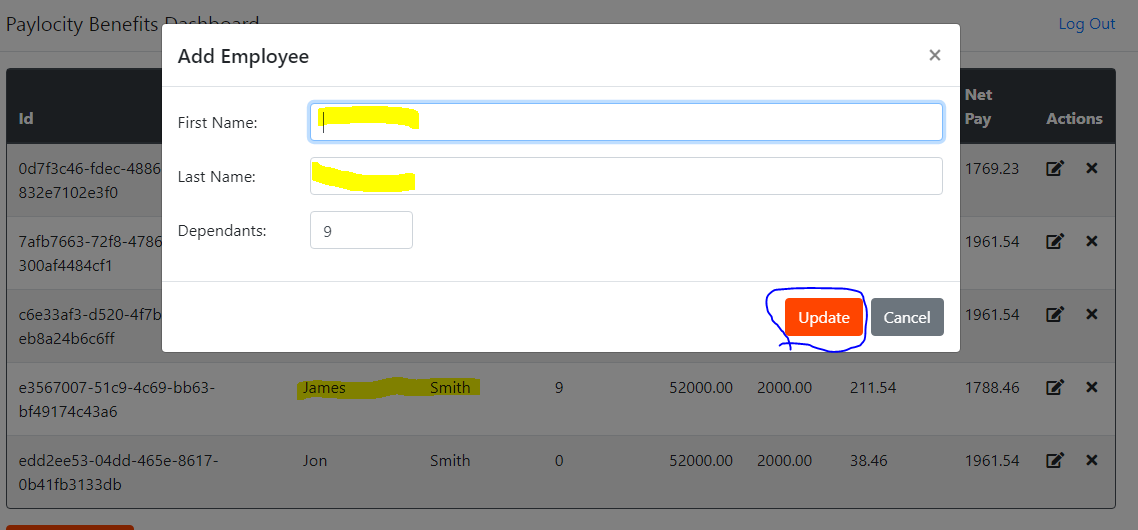 Paylocity Benefits Dashboard
Log Out
Add Employee ×
First Name:
Last Name:
Dependants: 9
Update Cancel
Id Net
Pay Actions
0d7f3c46-fdec-4886 1769.23
832e7102e3f0
7afb7663-72f8-4786 1961.54
300af4484cf1
c6e33af3-d520-4f7b 1961.54
eb8a24b6c6ff
e3567007-51c9-4c69-bb63- James Smith 9 52000.00 2000.00 211.54 1788.46
bf49174c43a6
edd2ee53-04dd-465e-8617- Jon Smith 0 52000.00 2000.00 38.46 1961.54
0b41fb3133db